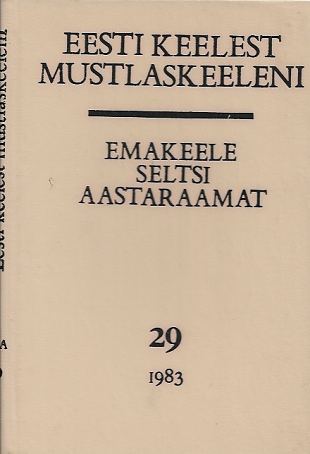 EESTI KEELEST
MUSTLASKEELENI
EMAKEELE
SELTSI
AASTARAAMAT
29
1983
Eesti keelest mustlaskeeleni